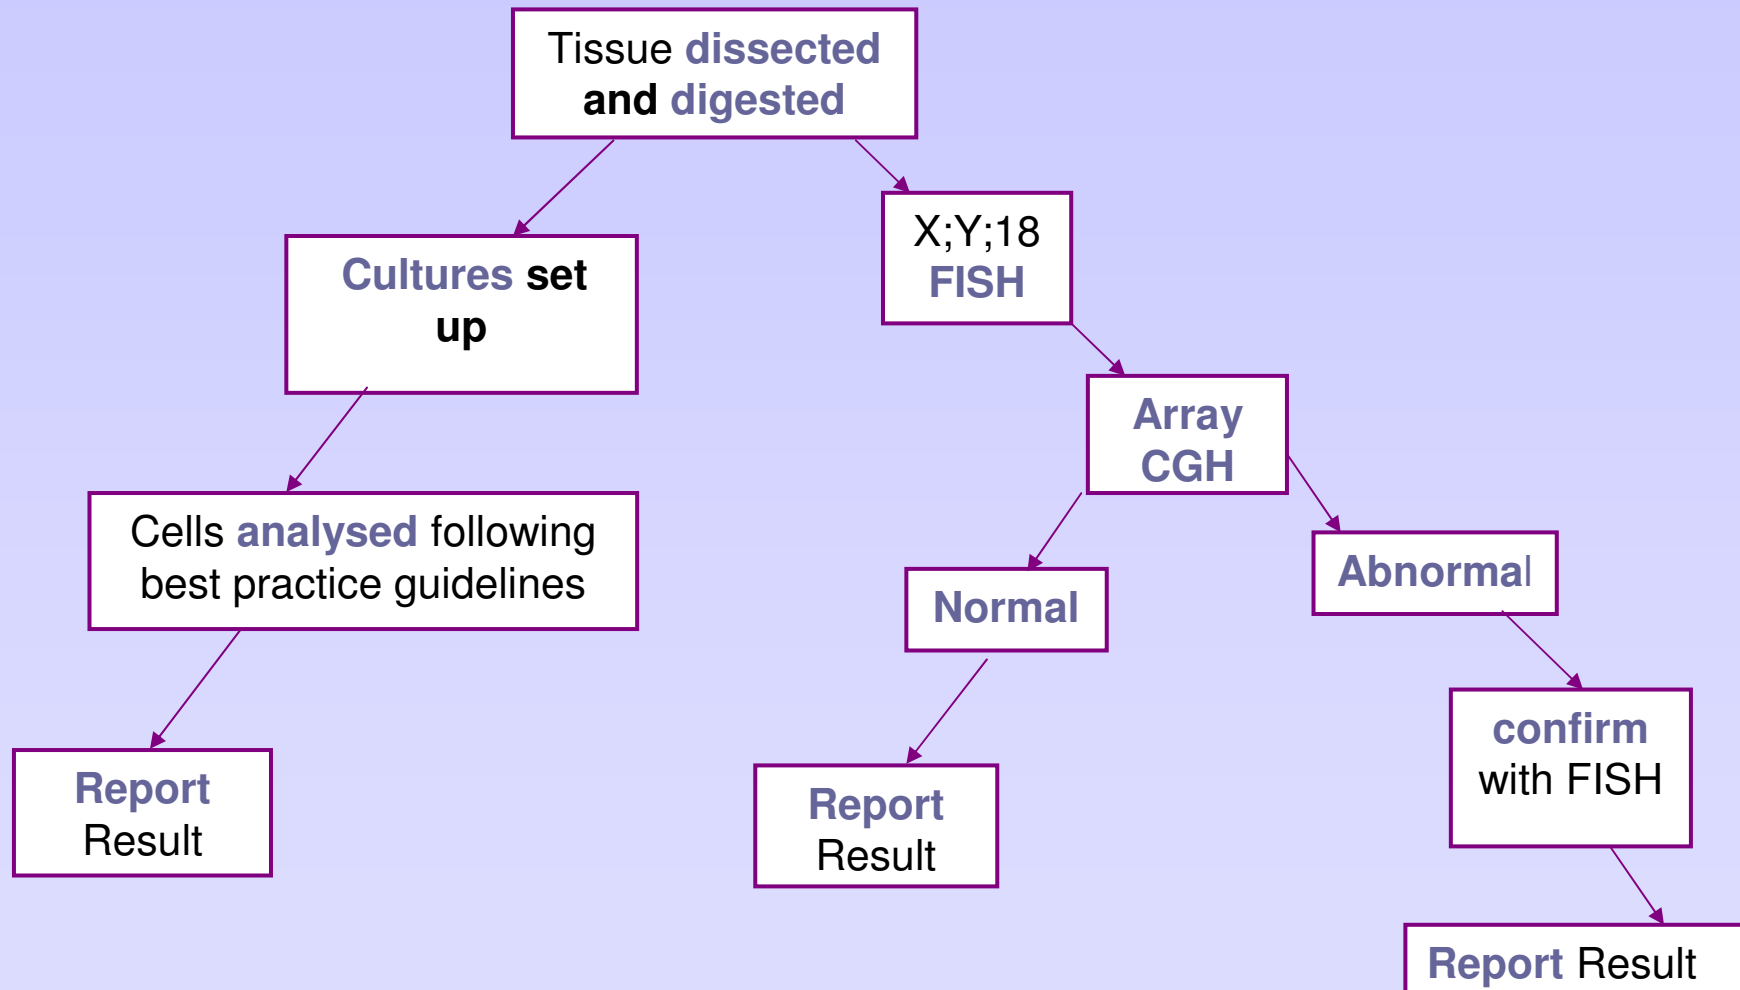 Tissue dissected
and digested
X;Y;18
FISH
Cultures set
up
Array
CGH
Cells analysed following
best practice guidelines
Abnormal
Normal
confirm
with FISH
Report
Result
Report
Result
Report Result